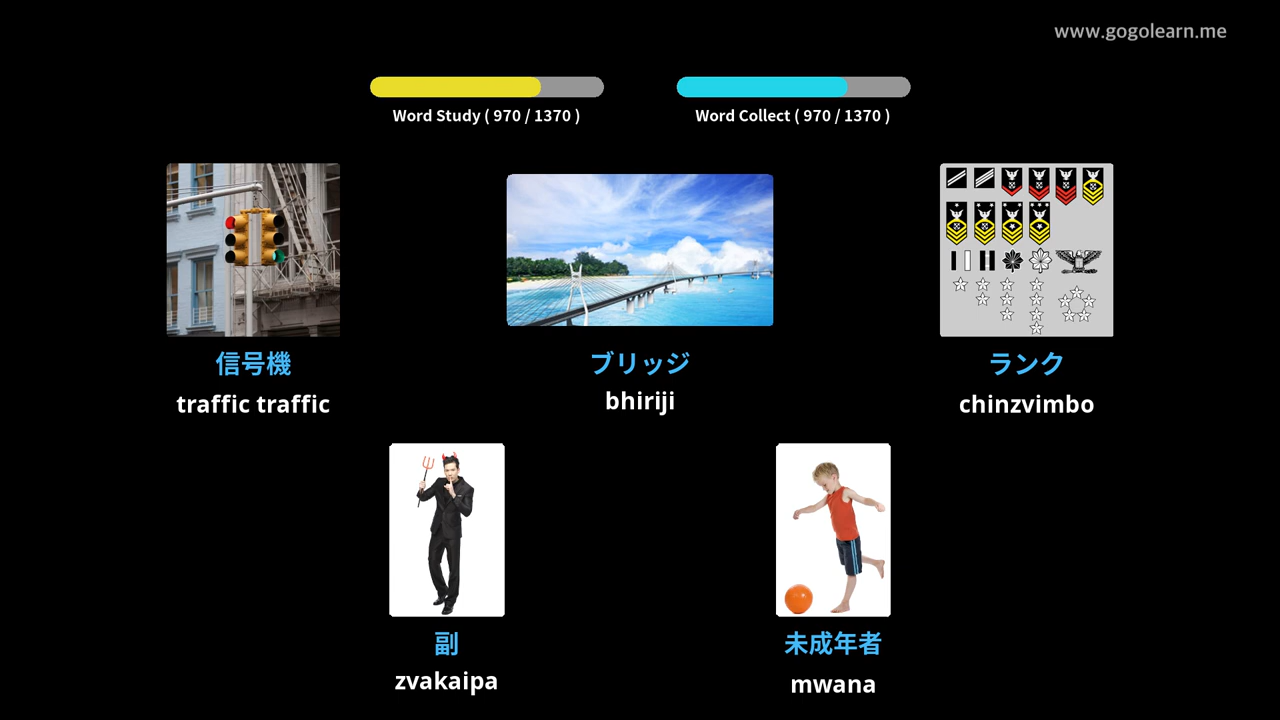 www.gogolearn.me
Word Study ( 970 / 1370 )
Word Collect ( 970 / 1370 )
信号機
traffic traffic
ブリッジ
bhiriji
ランク
chinzvimbo
副
zvakaipa
未成年者
mwana